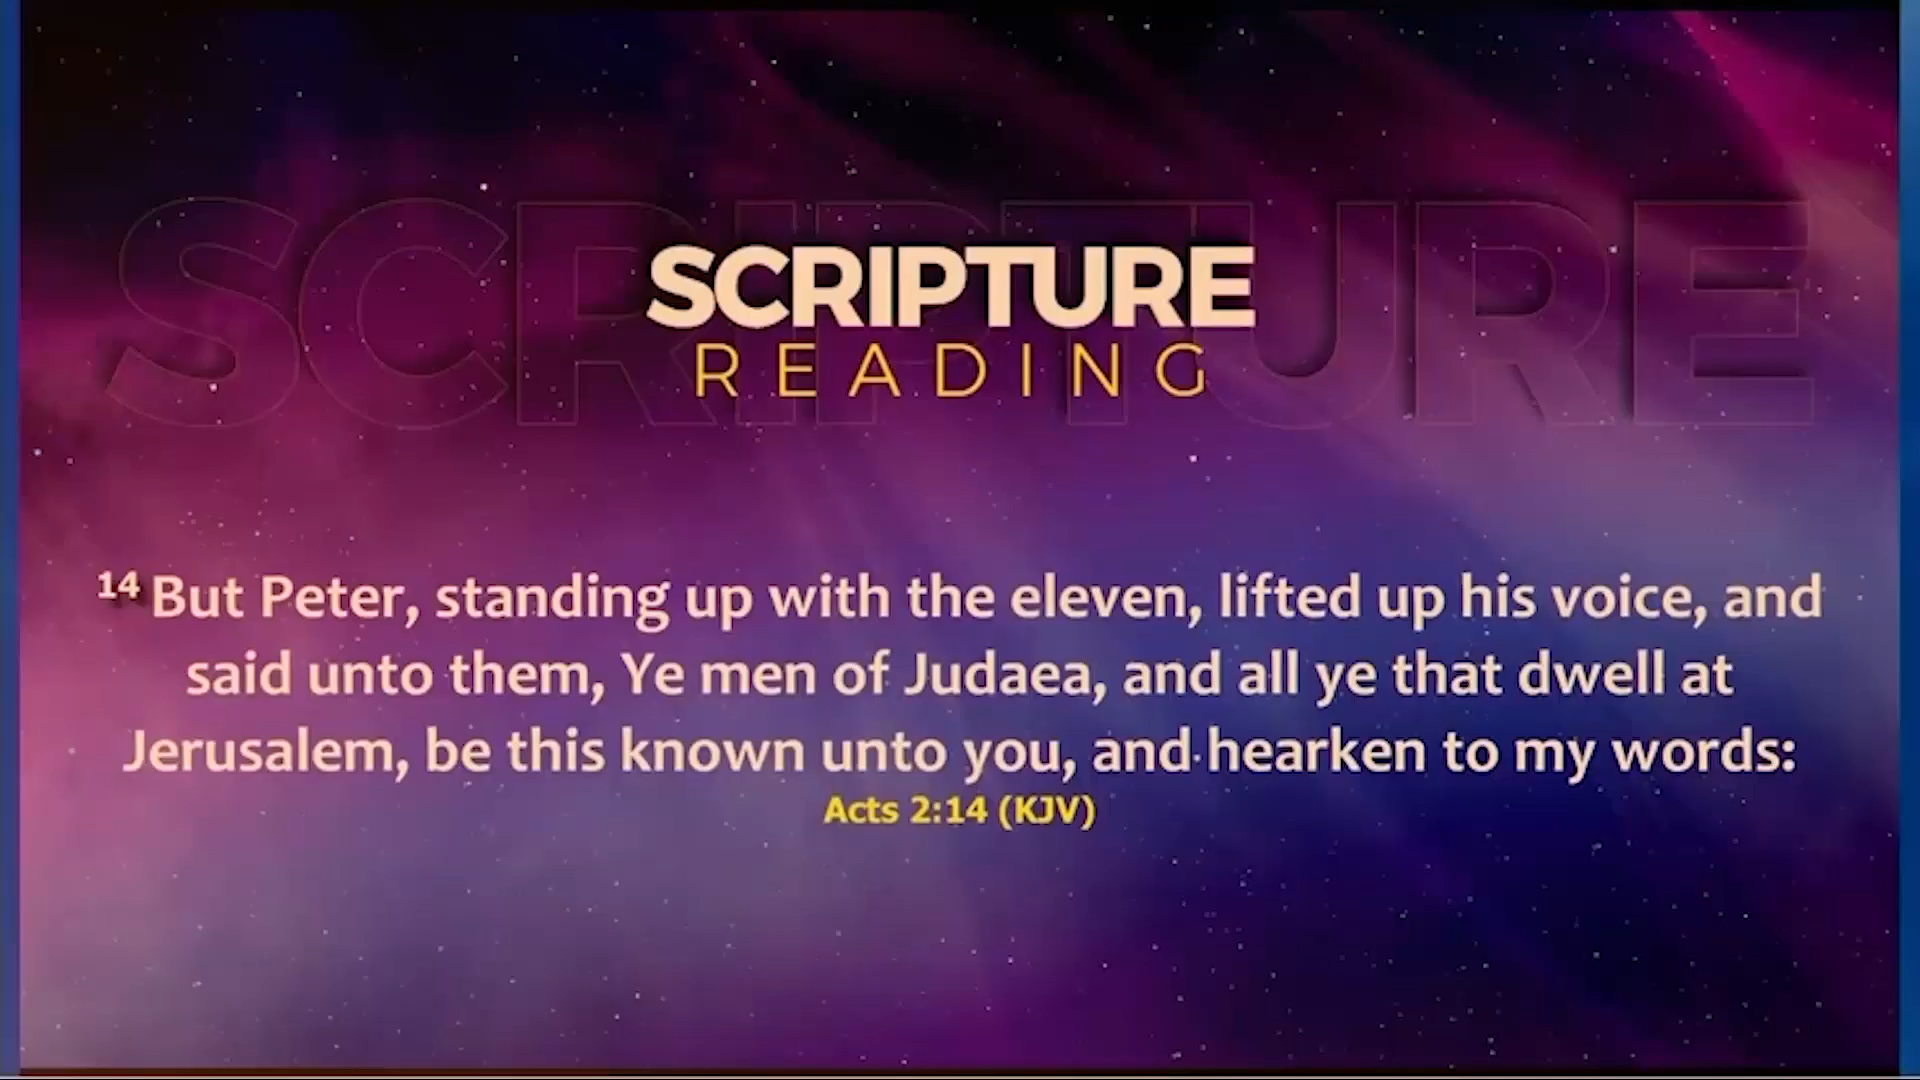 SCRIPTURE
SCRIPTURE
READING
14 But Peter, standing up with the eleven, lifted up his voice, and
said unto them, Ye men of Judaea, and all ye that dwell at
Jerusalem, be this known unto you, and hearken to my words:
Acts 2:14 (KJV)